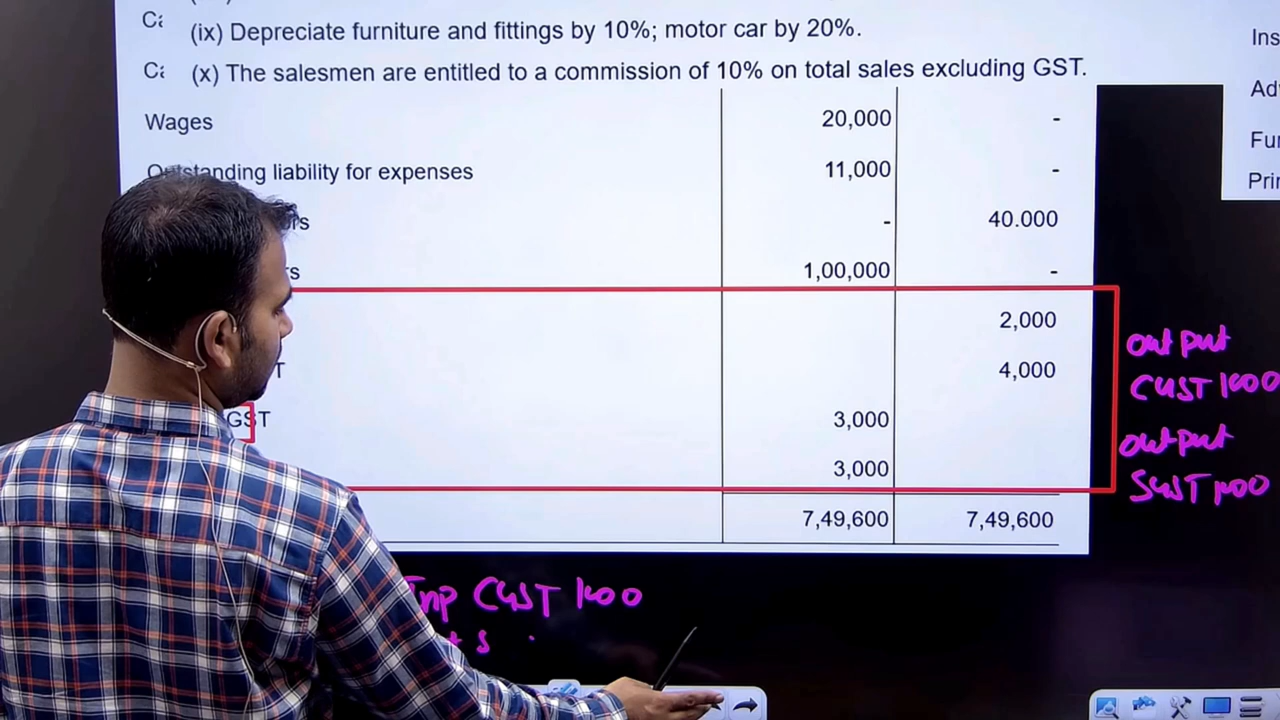 (ix) Depreciate furniture and fittings by 10%; motor car by 20%.
(x) The salesmen are entitled to a commission of 10% on total sales excluding GST.
Wages 20,000 -
Outstanding liability for expenses 11,000 -
rs - 40.000
s 1,00,000 -
2,000
T 4,000
GST 3,000
3,000
7,49,600 7,49,600
output
CGST 1000
output
SGST 1000
Inp CGST 1000
Ins
Ad
Fur
Prin